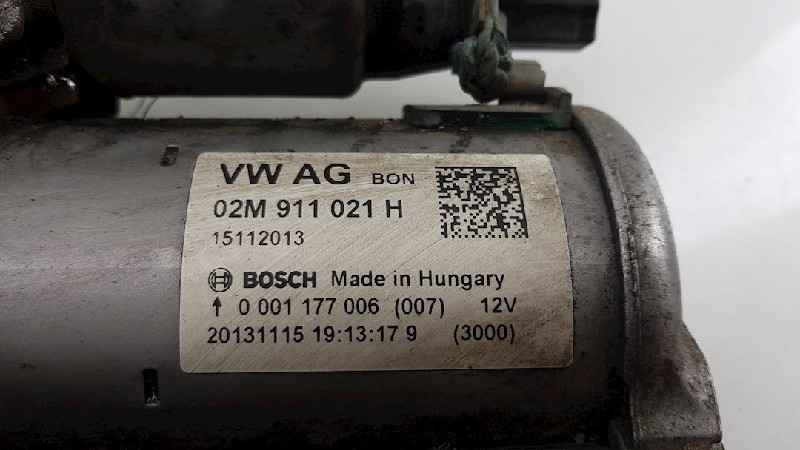 VW AG BON
02M 911 021 H
15112013
BOSCH Made in Hungary
↑ 0 001 177 006 (007) 12V
20131115 19:13:17 9 (3000)